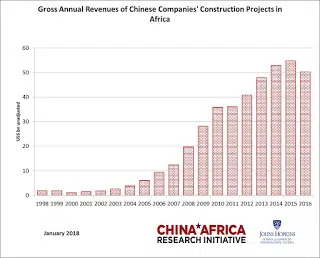 Gross Annual Revenues of Chinese Companies' Construction Projects in
Africa
US$ bn unadjusted
60
50
40
30
20
10
0
1998 1999 2000 2001 2002 2003 2004 2005 2006 2007 2008 2009 2010 2011 2012 2013 2014 2015 2016
January 2018
CHINA*AFRICA
RESEARCH INITIATIVE
JOHNS HOPKINS